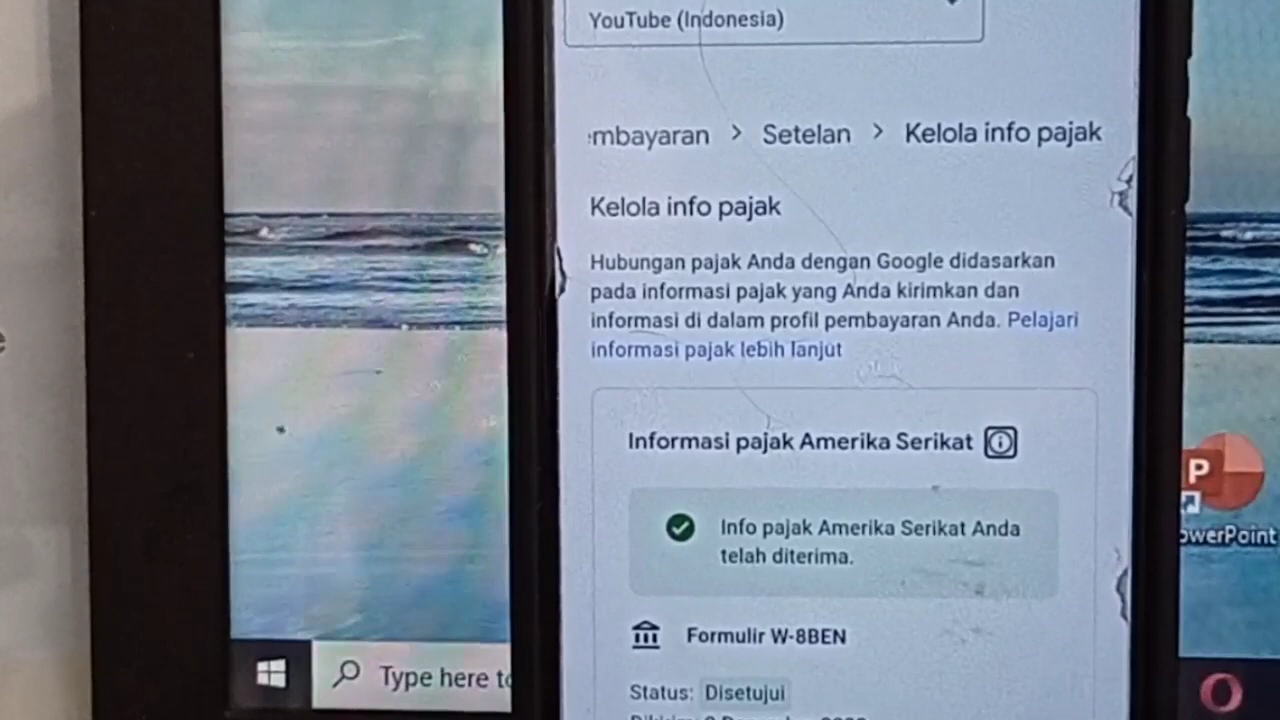 YouTube (Indonesia)
mbayaran > Setelan > Kelola info pajak
Kelola info pajak
Hubungan pajak Anda dengan Google didasarkan
pada informasi pajak yang Anda kirimkan dan
informasi di dalam profil pembayaran Anda. Pelajari
informasi pajak lebih lanjut
Informasi pajak Amerika Serikat
Info pajak Amerika Serikat Anda
telah diterima.
Formulir W-8BEN
Status: Disetujui
Type here to
P
owerPoint